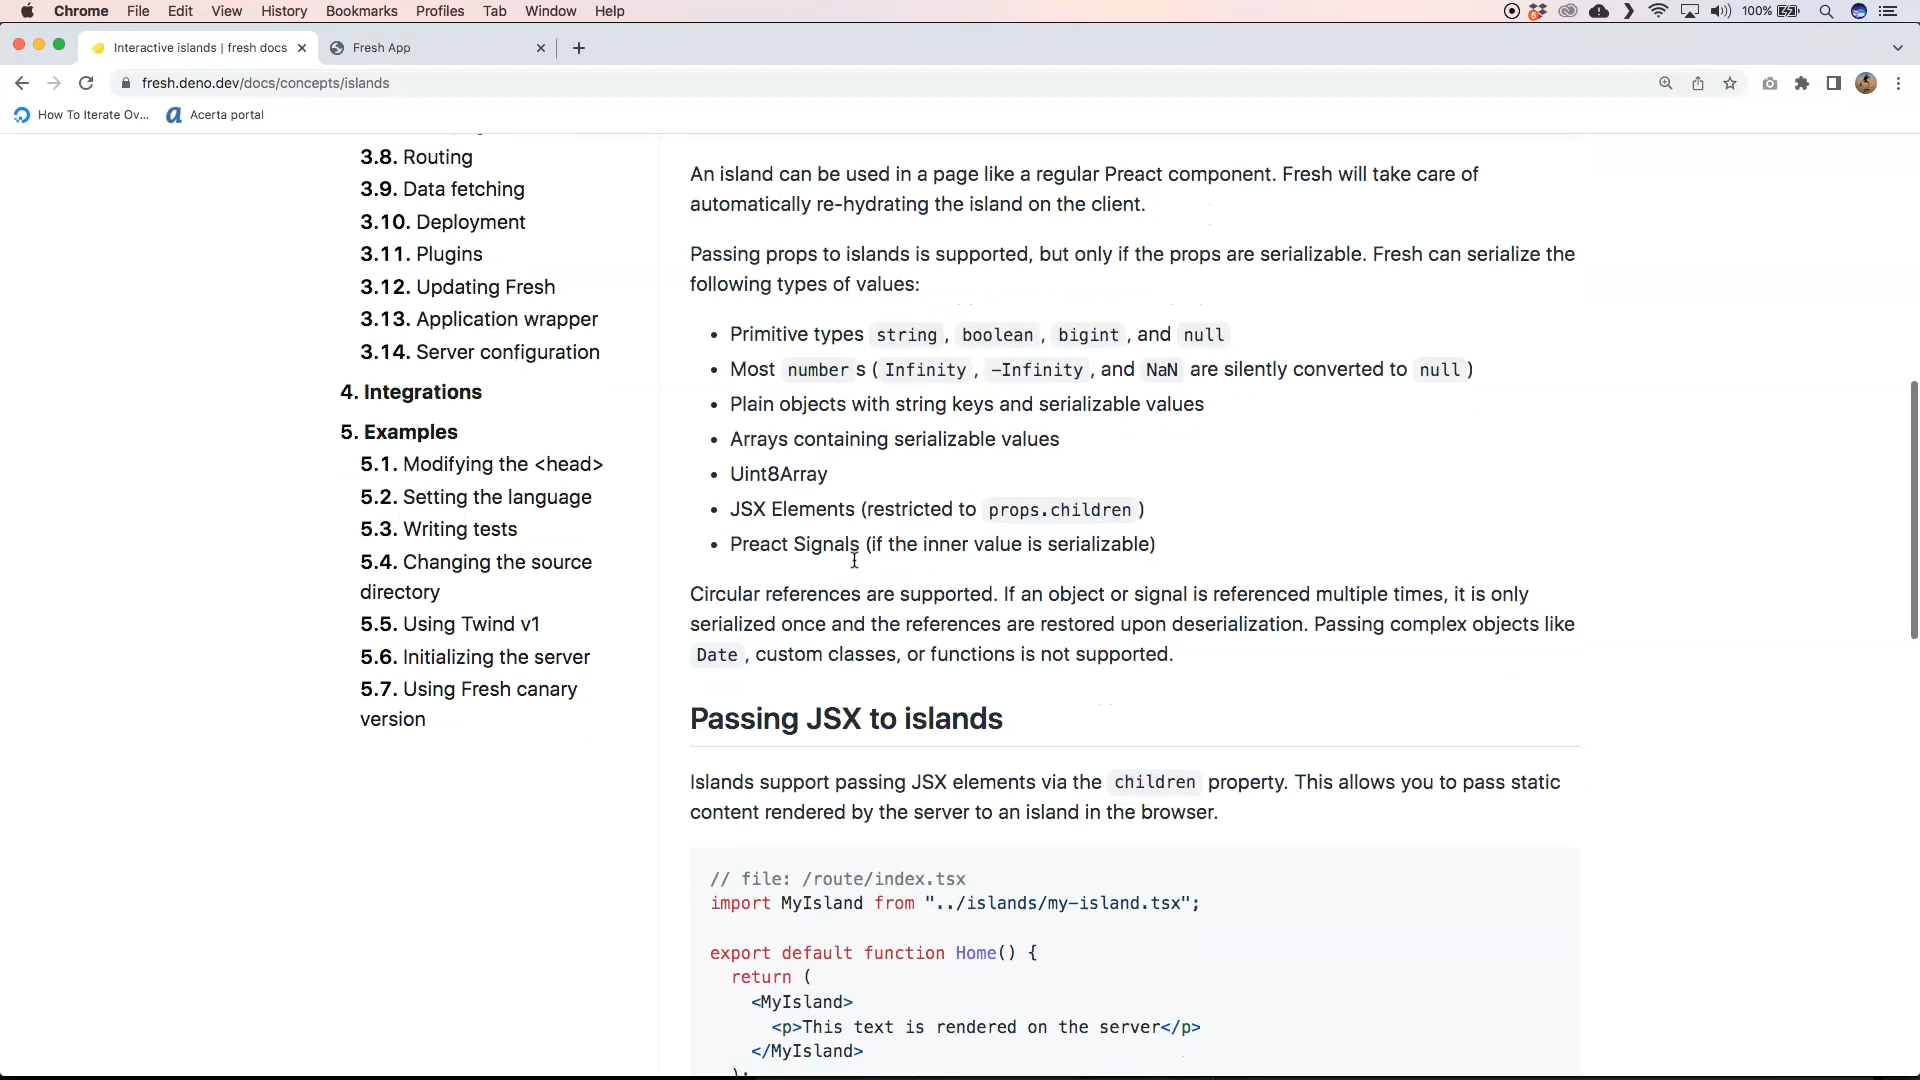 Chrome File Edit View History Bookmarks Profiles Tab Window Help 100%
Interactive islands | fresh docs Fresh App
fresh.deno.dev/docs/concepts/islands
How To Iterate Ov... Acerta portal
3.8. Routing
3.9. Data fetching
3.10. Deployment
3.11. Plugins
3.12. Updating Fresh
3.13. Application wrapper
3.14. Server configuration
4. Integrations
5. Examples
5.1. Modifying the <head>
5.2. Setting the language
5.3. Writing tests
5.4. Changing the source
directory
5.5. Using Twind v1
5.6. Initializing the server
5.7. Using Fresh canary
version
An island can be used in a page like a regular Preact component. Fresh will take care of
automatically re-hydrating the island on the client.
Passing props to islands is supported, but only if the props are serializable. Fresh can serialize the
following types of values:
• Primitive types string, boolean, bigint, and null
• Most number s (Infinity, -Infinity, and NaN are silently converted to null)
• Plain objects with string keys and serializable values
• Arrays containing serializable values
• Uint8Array
• JSX Elements (restricted to props.children)
• Preact Signals (if the inner value is serializable)
Circular references are supported. If an object or signal is referenced multiple times, it is only
serialized once and the references are restored upon deserialization. Passing complex objects like
Date, custom classes, or functions is not supported.
Passing JSX to islands
Islands support passing JSX elements via the children property. This allows you to pass static
content rendered by the server to an island in the browser.
// file: /route/index.tsx
import MyIsland from "../islands/my-island.tsx";
export default function Home() {
return (
<MyIsland>
<p>This text is rendered on the server</p>
</MyIsland>
);